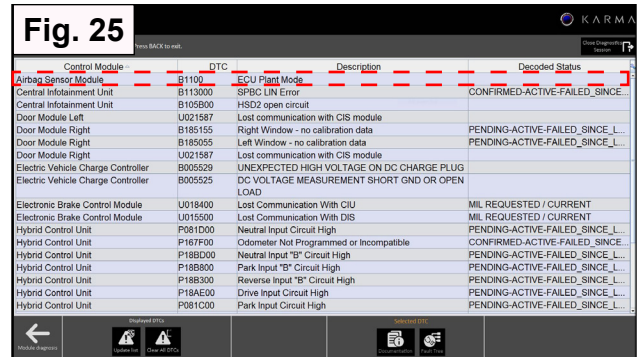 Fig. 25
KARMA
Press BACK to exit.
Close Diagnostics Session
Control Module DTC Description Decoded Status
Airbag Sensor Module B1100 ECU Plant Mode
Central Infotainment Unit B113000 SPBC LIN Error CONFIRMED-ACTIVE-FAILED_SINCE...
Central Infotainment Unit B105B00 HSD2 open circuit
Door Module Left U021587 Lost communication with CIS module
Door Module Right B185155 Right Window - no calibration data PENDING-ACTIVE-FAILED_SINCE_L...
Door Module Right B185055 Left Window - no calibration data PENDING-ACTIVE-FAILED_SINCE_L...
Door Module Right U021587 Lost communication with CIS module
Electric Vehicle Charge Controller B005529 UNEXPECTED HIGH VOLTAGE ON DC CHARGE PLUG
Electric Vehicle Charge Controller B005525 DC VOLTAGE MEASUREMENT SHORT GND OR OPEN
LOAD
Electronic Brake Control Module U018400 Lost Communication With CIU MIL REQUESTED / CURRENT
Electronic Brake Control Module U015500 Lost Communication With DIS MIL REQUESTED / CURRENT
Hybrid Control Unit P081D00 Neutral Input Circuit High PENDING-ACTIVE-FAILED_SINCE_L...
Hybrid Control Unit P167F00 Odometer Not Programmed or Incompatible CONFIRMED-ACTIVE-FAILED_SINCE...
Hybrid Control Unit P18BD00 Neutral Input "B" Circuit High PENDING-ACTIVE-FAILED_SINCE_L...
Hybrid Control Unit P18B800 Park Input "B" Circuit High PENDING-ACTIVE-FAILED_SINCE_L...
Hybrid Control Unit P18B300 Reverse Input "B" Circuit High PENDING-ACTIVE-FAILED_SINCE_L...
Hybrid Control Unit P18AE00 Drive Input Circuit High PENDING-ACTIVE-FAILED_SINCE_L...
Hybrid Control Unit P081C00 Park Input Circuit High PENDING-ACTIVE-FAILED_SINCE_L...
Displayed DTCs Selected DTC
Module diagnosis Update list Clear All DTCs Documentation Fault Tree